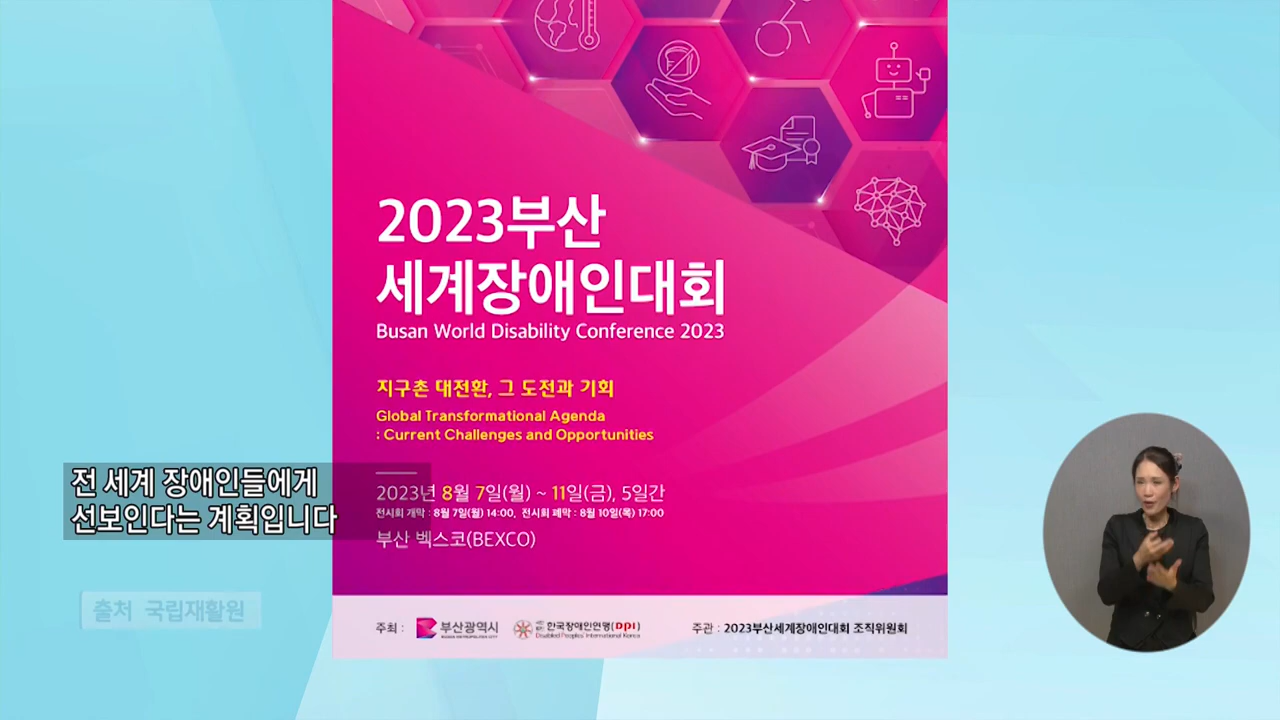 2023부산
세계장애인대회
Busan World Disability Conference 2023
지구촌 대전환, 그 도전과 기회
Global Transformational Agenda
: Current Challenges and Opportunities
2023년 8월 7일(월) ~ 11일(금), 5일간
전시회 개막 : 8월 7일(월) 14:00, 전시회 폐막 : 8월 10일(목) 17:00
부산 벡스코(BEXCO)
주최 : 부산광역시 BUSAN METROPOLITAN CITY 한국장애인연맹(DPI) Disabled Peoples' International Korea 주관 : 2023부산세계장애인대회 조직위원회
전 세계 장애인들에게
선보인다는 계획입니다
출처 국립재활원